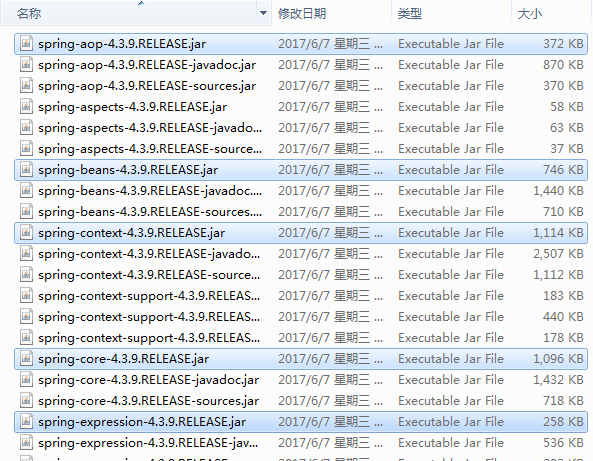 名称 修改日期 类型 大小
spring-aop-4.3.9.RELEASE.jar 2017/6/7 星期三 ... Executable Jar File 372 KB
spring-aop-4.3.9.RELEASE-javadoc.jar 2017/6/7 星期三 ... Executable Jar File 870 KB
spring-aop-4.3.9.RELEASE-sources.jar 2017/6/7 星期三 ... Executable Jar File 370 KB
spring-aspects-4.3.9.RELEASE.jar 2017/6/7 星期三 ... Executable Jar File 58 KB
spring-aspects-4.3.9.RELEASE-javado... 2017/6/7 星期三 ... Executable Jar File 63 KB
spring-aspects-4.3.9.RELEASE-source... 2017/6/7 星期三 ... Executable Jar File 37 KB
spring-beans-4.3.9.RELEASE.jar 2017/6/7 星期三 ... Executable Jar File 746 KB
spring-beans-4.3.9.RELEASE-javadoc... 2017/6/7 星期三 ... Executable Jar File 1,440 KB
spring-beans-4.3.9.RELEASE-sources.... 2017/6/7 星期三 ... Executable Jar File 710 KB
spring-context-4.3.9.RELEASE.jar 2017/6/7 星期三 ... Executable Jar File 1,114 KB
spring-context-4.3.9.RELEASE-javado... 2017/6/7 星期三 ... Executable Jar File 2,507 KB
spring-context-4.3.9.RELEASE-source... 2017/6/7 星期三 ... Executable Jar File 1,112 KB
spring-context-support-4.3.9.RELEAS... 2017/6/7 星期三 ... Executable Jar File 183 KB
spring-context-support-4.3.9.RELEAS... 2017/6/7 星期三 ... Executable Jar File 440 KB
spring-context-support-4.3.9.RELEAS... 2017/6/7 星期三 ... Executable Jar File 178 KB
spring-core-4.3.9.RELEASE.jar 2017/6/7 星期三 ... Executable Jar File 1,096 KB
spring-core-4.3.9.RELEASE-javadoc.jar 2017/6/7 星期三 ... Executable Jar File 1,432 KB
spring-core-4.3.9.RELEASE-sources.jar 2017/6/7 星期三 ... Executable Jar File 718 KB
spring-expression-4.3.9.RELEASE.jar 2017/6/7 星期三 ... Executable Jar File 258 KB
spring-expression-4.3.9.RELEASE-jav... 2017/6/7 星期三 ... Executable Jar File 536 KB